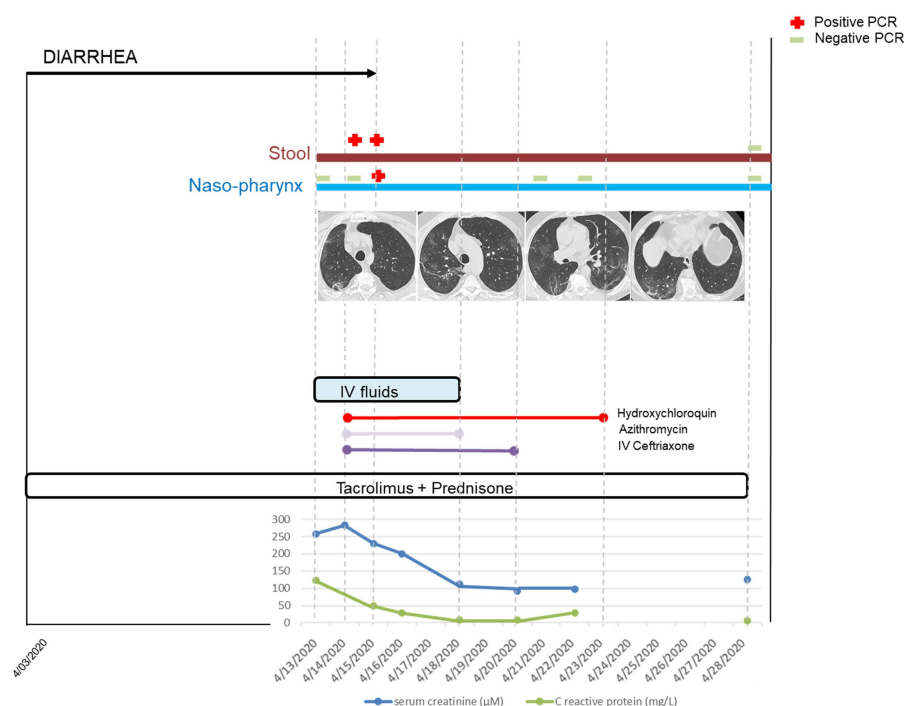 Positive PCR
Negative PCR
DIARRHEA
Stool
Naso-pharynx
IV fluids
Hydroxychloroquin
Azithromycin
IV Ceftriaxone
Tacrolimus + Prednisone
300
250
200
150
100
50
0
4/03/2020
4/13/2020
4/14/2020
4/15/2020
4/16/2020
4/17/2020
4/18/2020
4/19/2020
4/20/2020
4/21/2020
4/22/2020
4/23/2020
4/24/2020
4/25/2020
4/26/2020
4/27/2020
4/28/2020
serum creatinine (µM)
C reactive protein (mg/L)